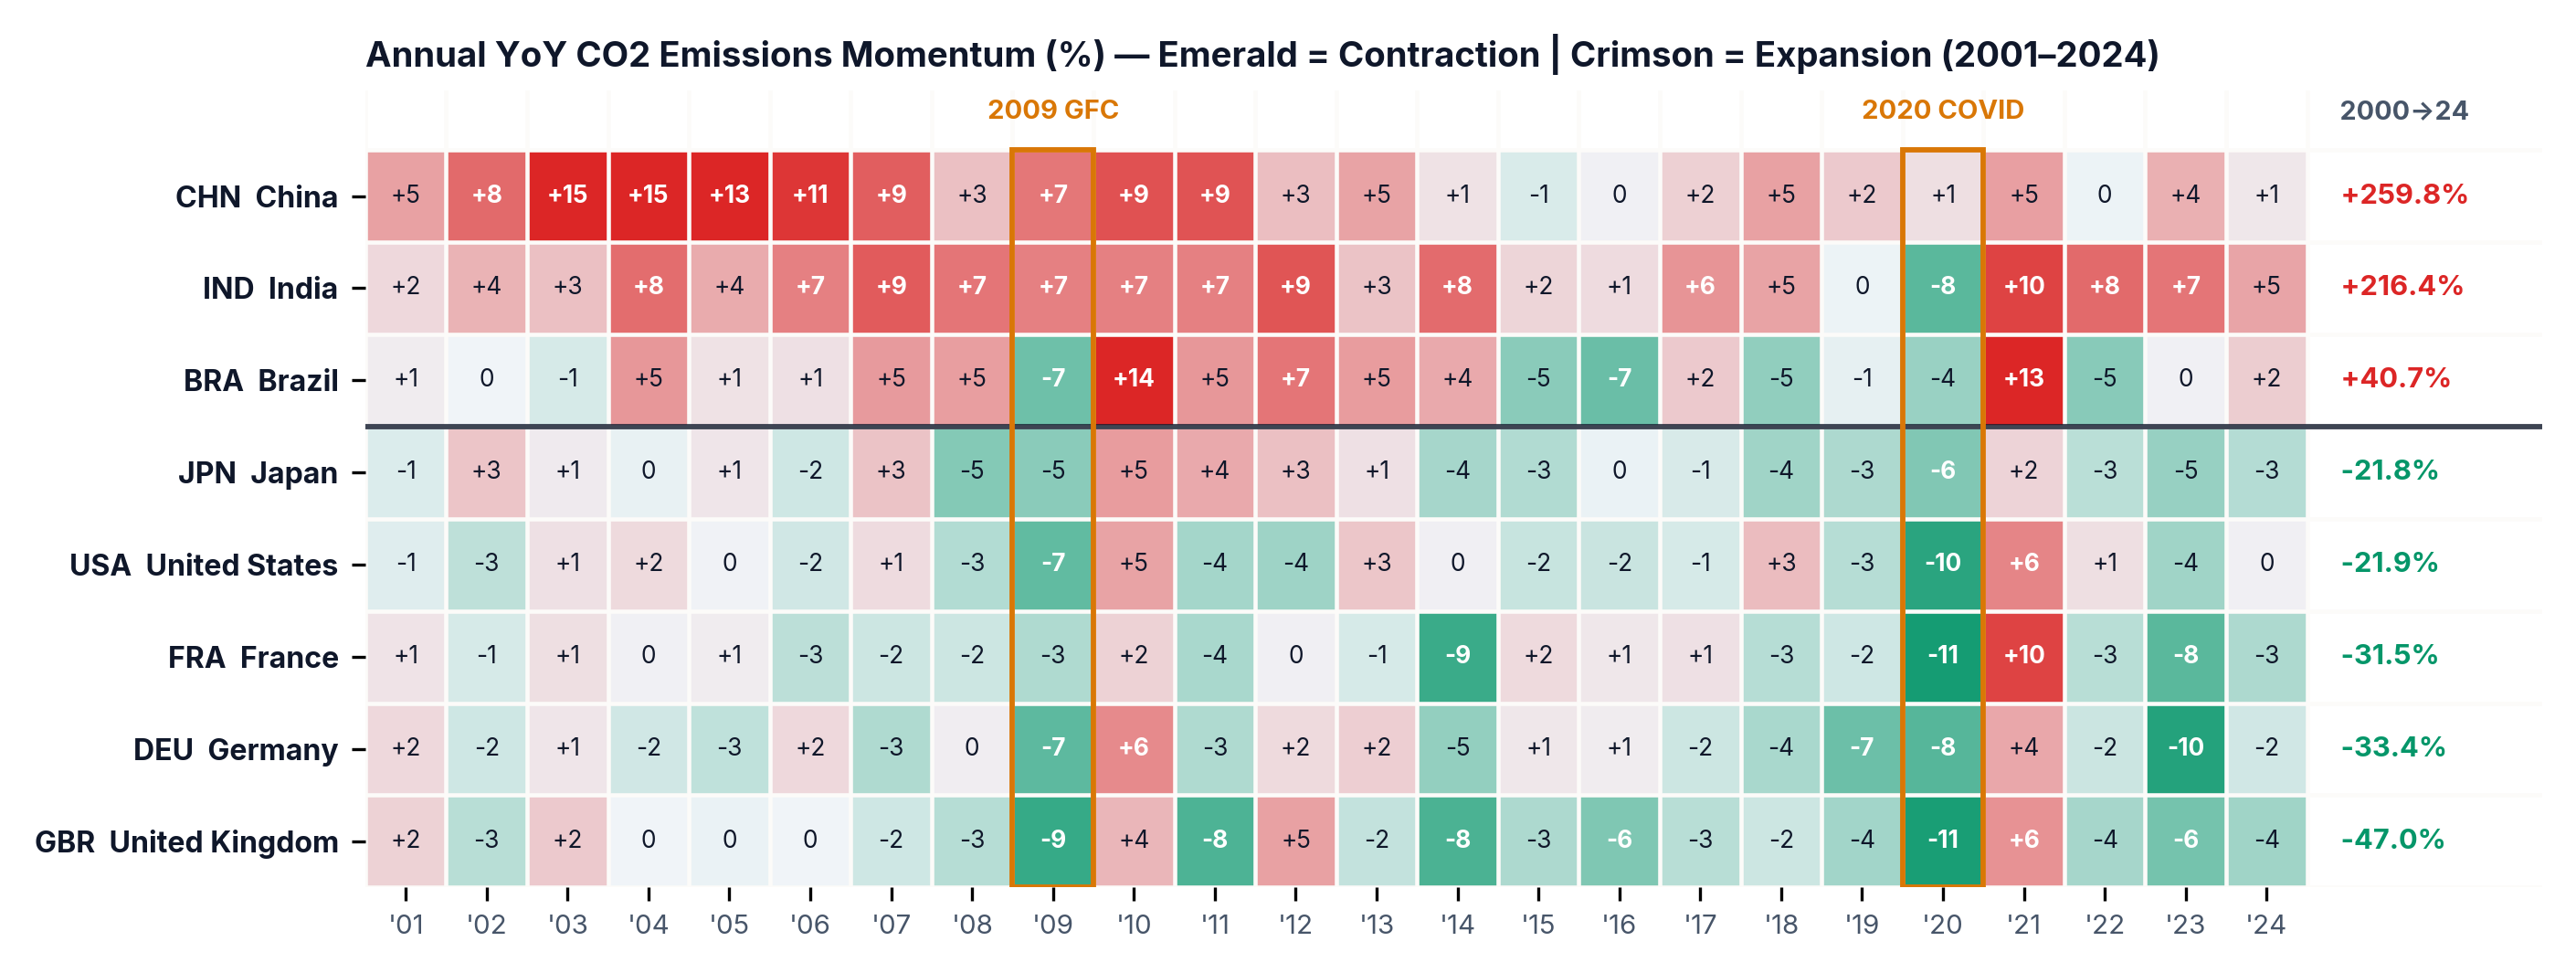 Annual YoY CO2 Emissions Momentum (%) — Emerald = Contraction | Crimson = Expansion (2001–2024)
2009 GFC 2020 COVID 2000→24
CHN China +5 +8 +15 +15 +13 +11 +9 +3 +7 +9 +9 +3 +5 +1 -1 0 +2 +5 +2 +1 +5 0 +4 +1 +259.8%
IND India +2 +4 +3 +8 +4 +7 +9 +7 +7 +7 +7 +9 +3 +8 +2 +1 +6 +5 0 -8 +10 +8 +7 +5 +216.4%
BRA Brazil +1 0 -1 +5 +1 +1 +5 +5 -7 +14 +5 +7 +5 +4 -5 -7 +2 -5 -1 -4 +13 -5 0 +2 +40.7%
JPN Japan -1 +3 +1 0 +1 -2 +3 -5 -5 +5 +4 +3 +1 -4 -3 0 -1 -4 -3 -6 +2 -3 -5 -3 -21.8%
USA United States -1 -3 +1 +2 0 -2 +1 -3 -7 +5 -4 -4 +3 0 -2 -2 -1 +3 -3 -10 +6 +1 -4 0 -21.9%
FRA France +1 -1 +1 0 +1 -3 -2 -2 -3 +2 -4 0 -1 -9 +2 +1 +1 -3 -2 -11 +10 -3 -8 -3 -31.5%
DEU Germany +2 -2 +1 -2 -3 +2 -3 0 -7 +6 -3 +2 +2 -5 +1 +1 -2 -4 -7 -8 +4 -2 -10 -2 -33.4%
GBR United Kingdom +2 -3 +2 0 0 0 -2 -3 -9 +4 -8 +5 -2 -8 -3 -6 -3 -2 -4 -11 +6 -4 -6 -4 -47.0%
'01 '02 '03 '04 '05 '06 '07 '08 '09 '10 '11 '12 '13 '14 '15 '16 '17 '18 '19 '20 '21 '22 '23 '24